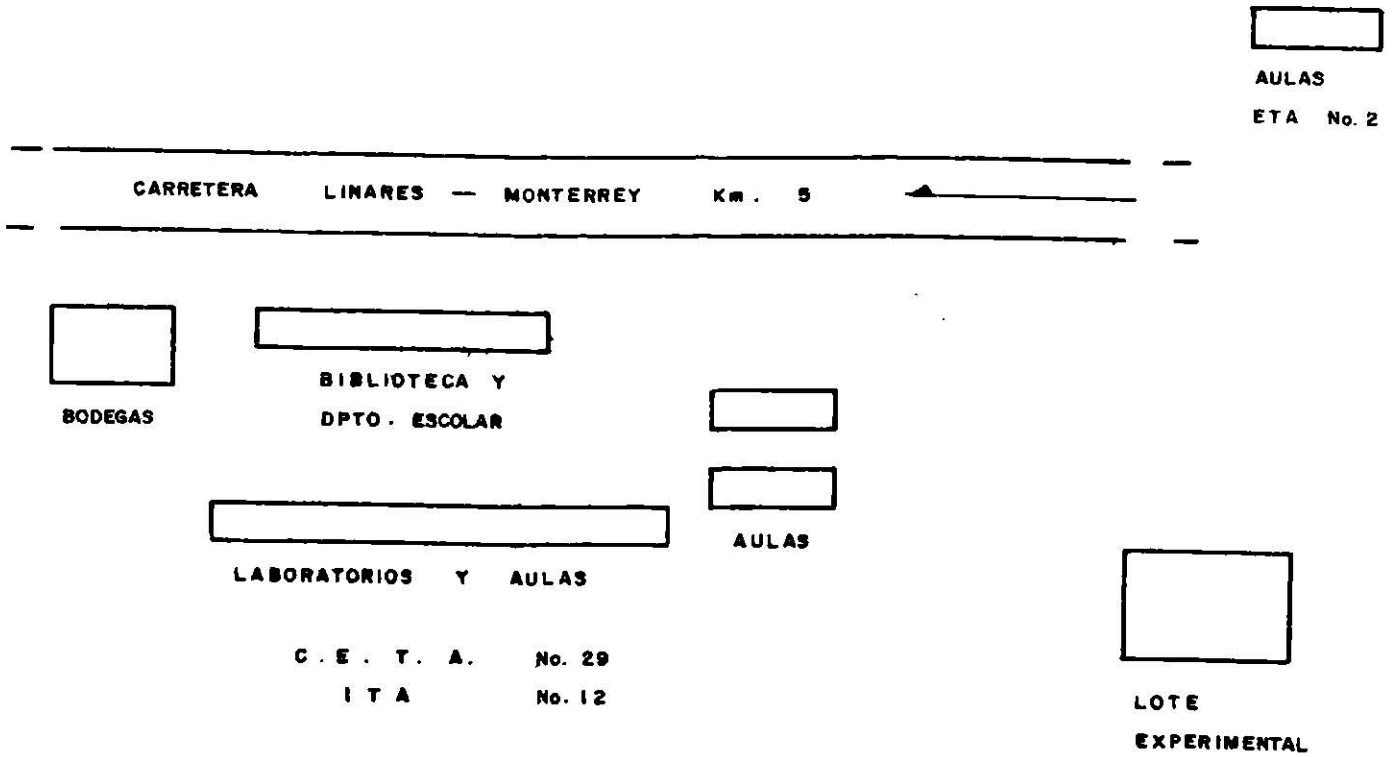 AULAS
ETA No. 2
CARRETERA LINARES — MONTERREY Km. 5
BODEGAS
BIBLIOTECA Y
DPTO. ESCOLAR
AULAS
LABORATORIOS Y AULAS
C. E. T. A. No. 29
ITA No. 12
LOTE
EXPERIMENTAL